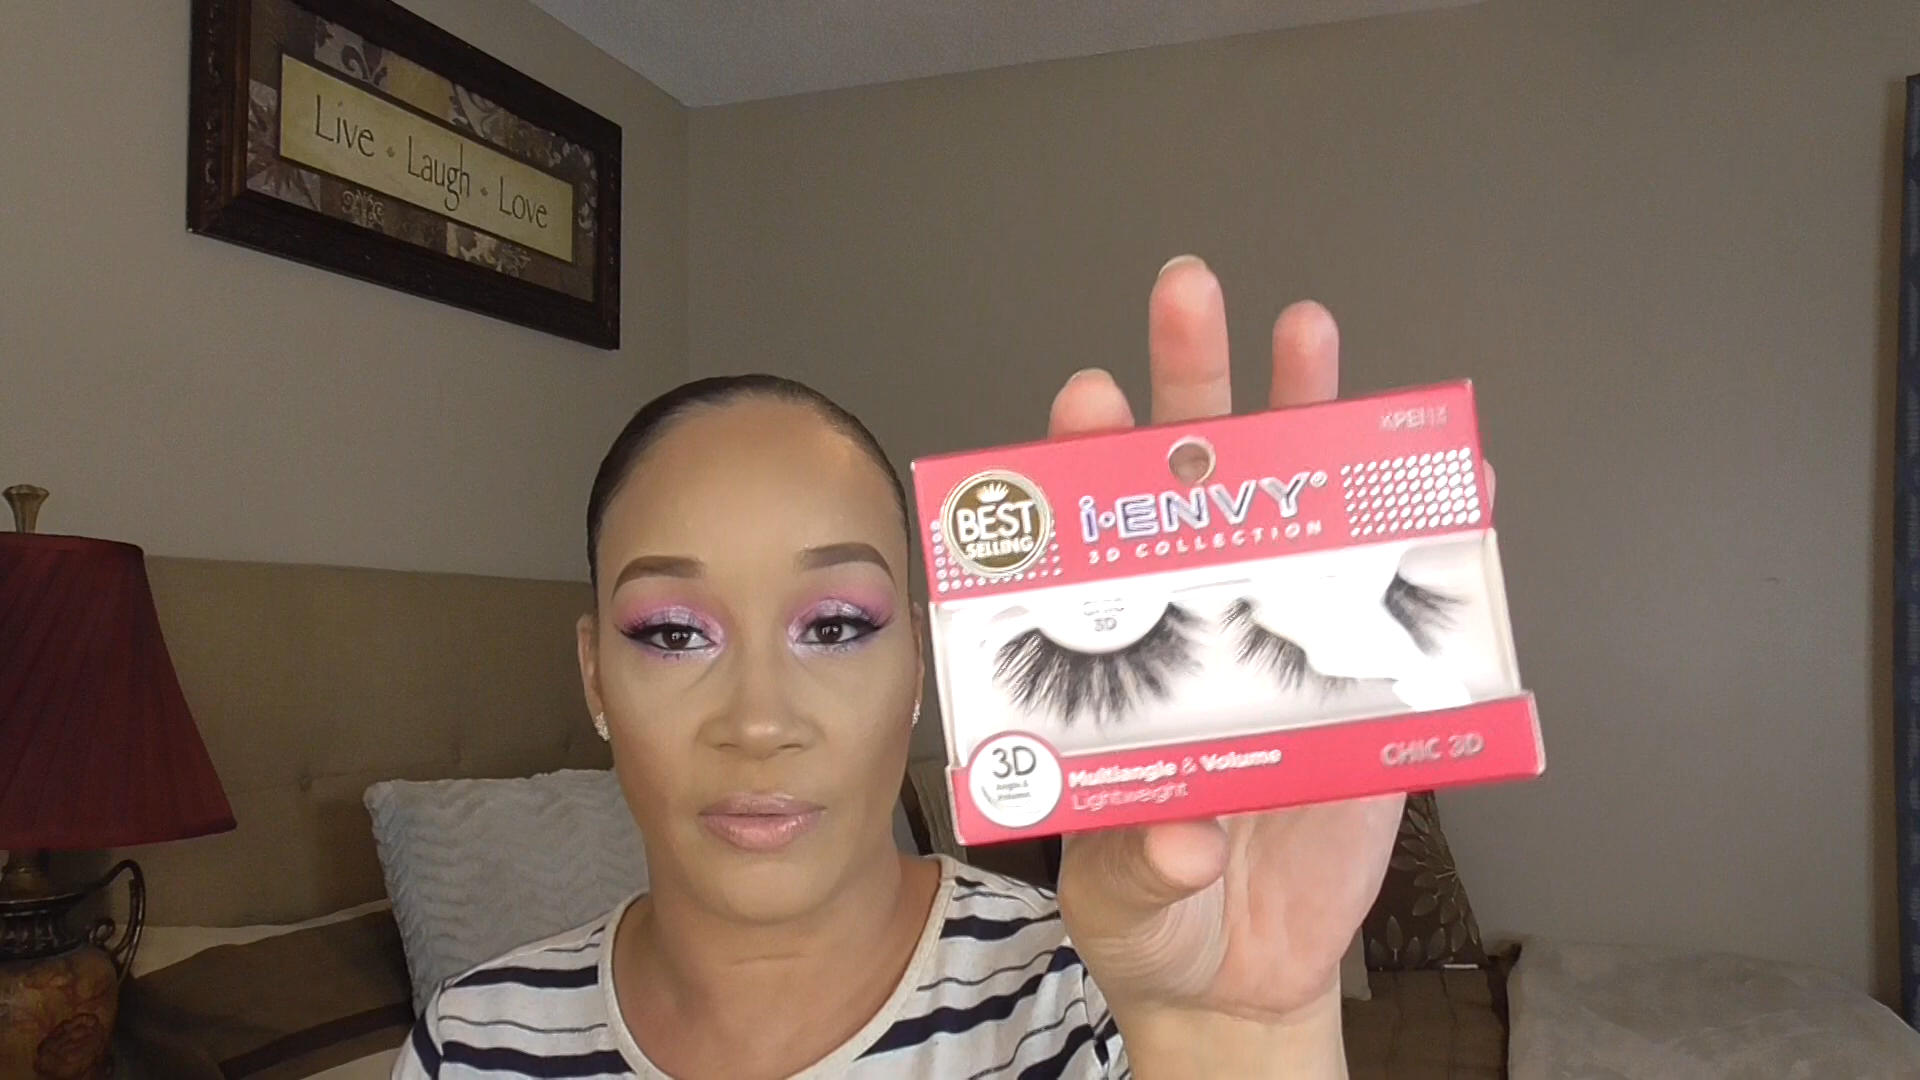 Live • Laugh • Love
BEST
SELLING
i•ENVY®
3D COLLECTION
3D
3D
Multiangle & Volume
Lightweight
CHIC 3D